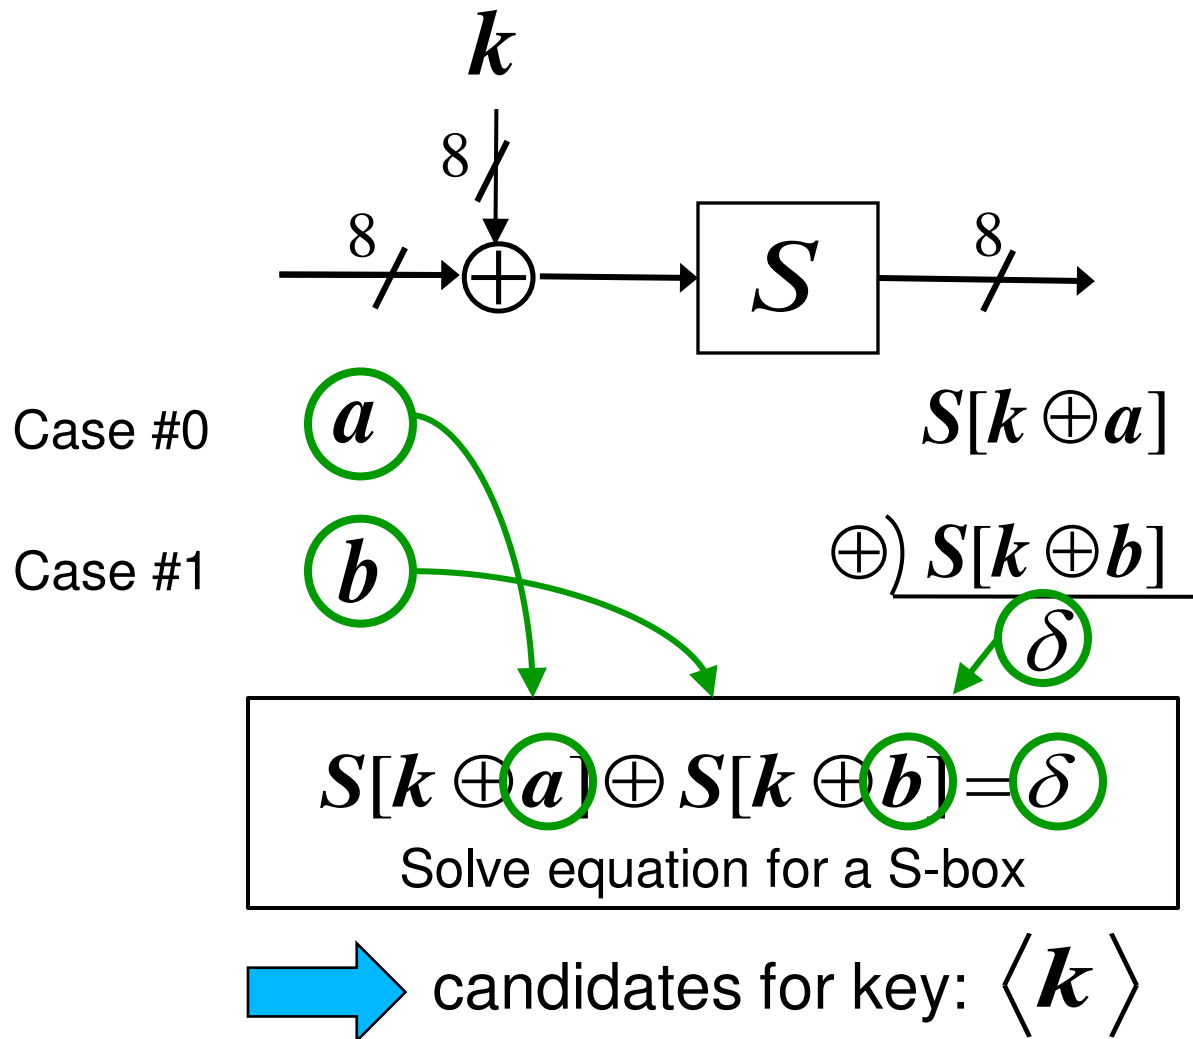 k
8
8
8
S
Case #0
a
S[k ⊕ a]
Case #1
b
⊕) S[k ⊕ b]
δ
S[k ⊕ a] ⊕ S[k ⊕ b] = δ
Solve equation for a S-box
candidates for key: ⟨k⟩